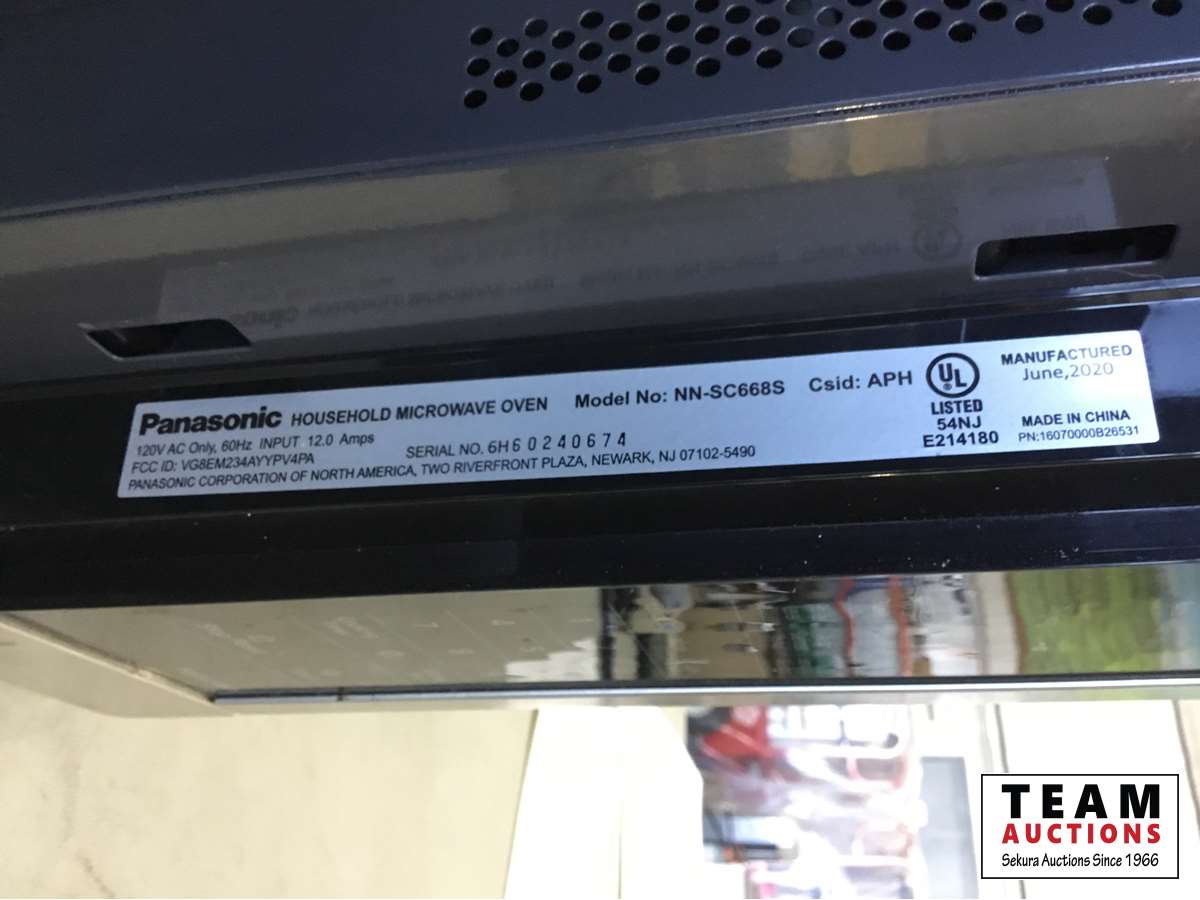 Panasonic HOUSEHOLD MICROWAVE OVEN Model No: NN-SC668S Csid: APH
120V AC Only, 60Hz INPUT 12.0 Amps
FCC ID: VG8EM234AYYPV4PA
SERIAL NO. 6H60240674
PANASONIC CORPORATION OF NORTH AMERICA, TWO RIVERFRONT PLAZA, NEWARK, NJ 07102-5490
UL
LISTED
54NJ
E214180
MANUFACTURED
June,2020
MADE IN CHINA
PN:16070000B26531
TEAM
AUCTIONS
Sekura Auctions Since 1966